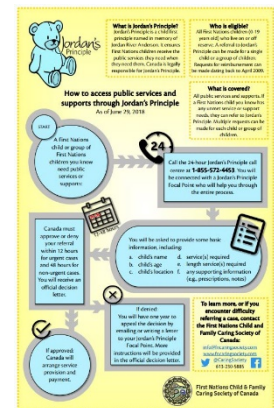 Jordan's
Principle
What is Jordan's Principle?
Jordan's Principle is a child first
principle named in memory of
Jordan River Anderson. It ensures
First Nations children receive the
public services they need when
they need them. Canada is legally
responsible for Jordan's Principle.
Who is eligible?
All First Nations children (0-19
years old) who live on or off
reserve. A referral to Jordan's
Principle can be made for a single
child or a group of children.
Requests for reimbursement can
be made dating back to April 2009.
How to access public services and
supports through Jordan's Principle
As of June 25, 2018
What is covered?
All public services and supports. If
a First Nations child you know has
any unmet service or support
needs, they can refer to Jordan's
Principle. Multiple requests can be
made for each child or group of
children.
START
A First Nations
child or group of
First Nations
children you know
need public
services or
supports:
24
Call the 24-hour Jordan's Principle call
centre at 1-855-572-4453. You will
be connected with a Jordan's Principle
Focal Point who will help you through
the entire process.
You will be asked to provide some basic
information, including:
a. child's name
b. child's age
c. child's location
d. service(s) required
e. length service(s) required
f. any supporting information
(e.g., prescriptions, notes)
Canada must
approve or deny
your referral
within 12 hours
for urgent cases
and 48 hours for
non-urgent cases. You will
receive an
official decision
letter.
If denied:
You will have one year to
appeal the decision by
emailing or writing a letter
to your Jordan's Principle
Focal Point. More
instructions will be provided
in the official decision letter.
If approved:
Canada will
arrange service
provision and
payment.
To learn more, or if you
encounter difficulty
referring a case, contact
the First Nations Child and
Family Caring Society of
Canada:
info@fncaringsociety.com
www.fncaringsociety.com
@CaringSociety
613-230-5885
First Nations Child & Family
Caring Society of Canada